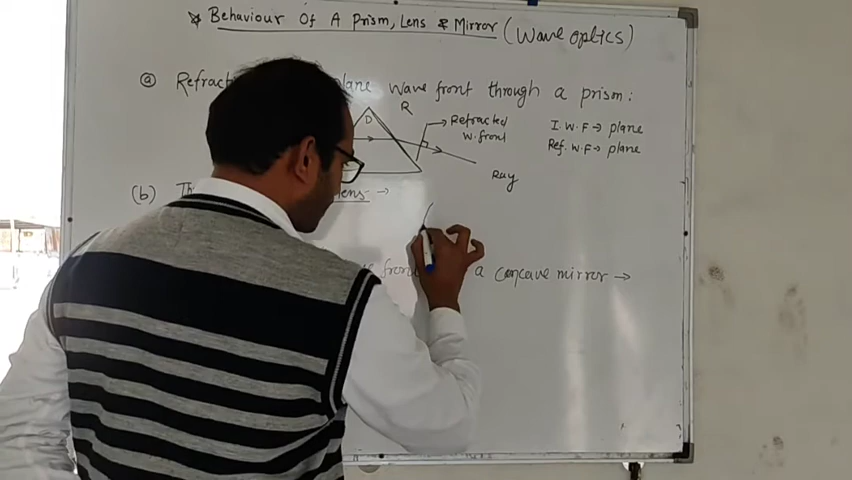 * Behaviour Of A Prism, Lens & Mirror (Wave optics)
(a) Refract plane wave front through a prism:
D
R
Refracted
w. front
I. W. F → plane
Ref. W. F → plane
Ray
(b) Th lens →
front a concave mirror →